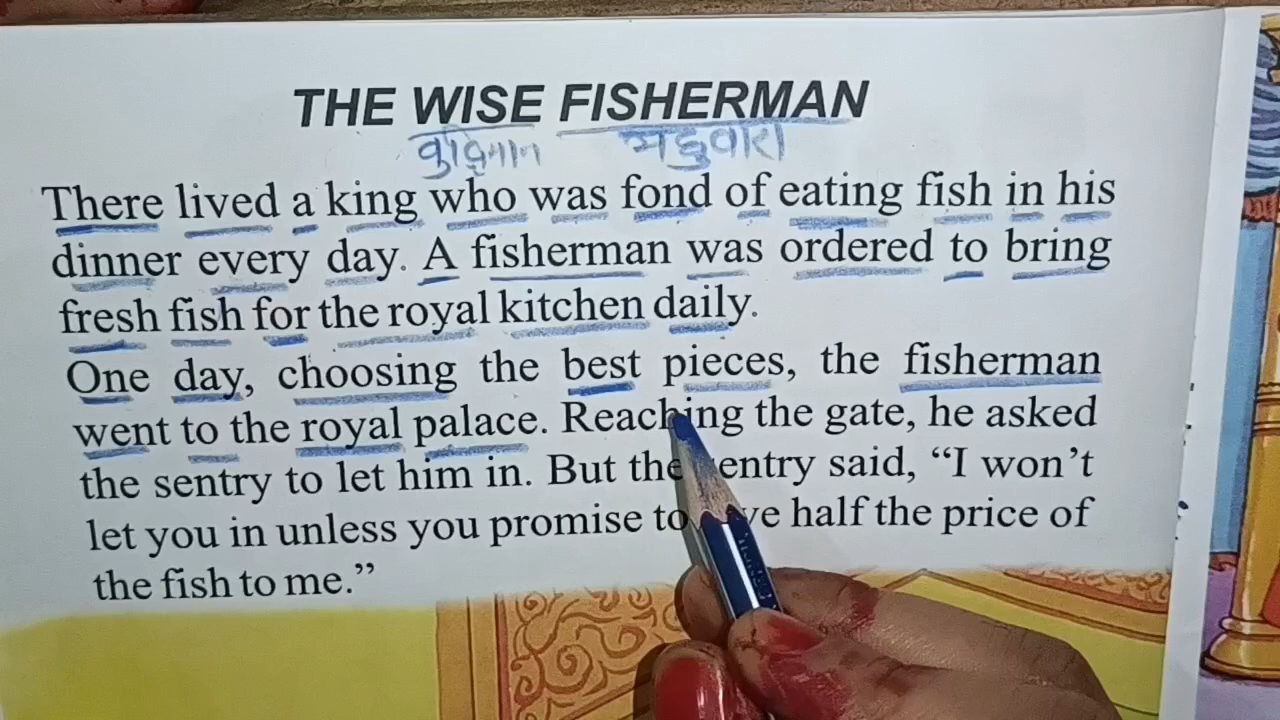 THE WISE FISHERMAN
बुद्धिमान मछुवारा
There lived a king who was fond of eating fish in his
dinner every day. A fisherman was ordered to bring
fresh fish for the royal kitchen daily.
One day, choosing the best pieces, the fisherman
went to the royal palace. Reaching the gate, he asked
the sentry to let him in. But the sentry said, “I won’t
let you in unless you promise to give half the price of
the fish to me.”